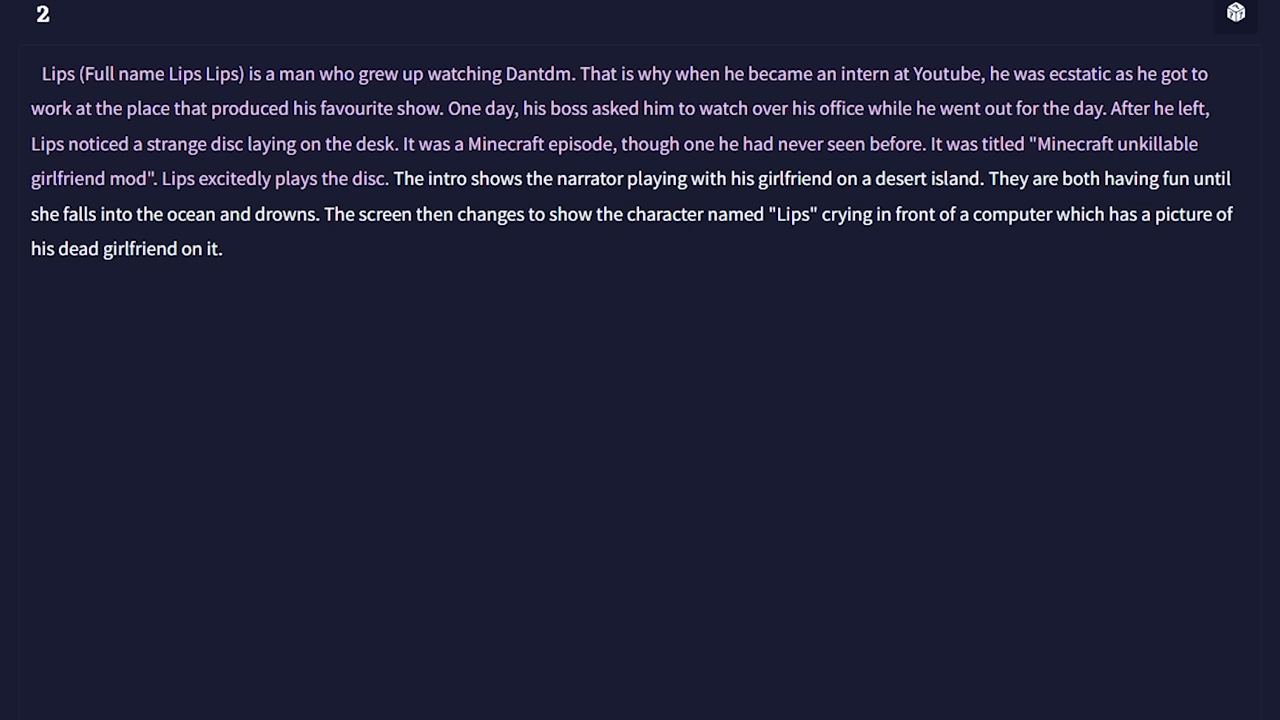 2
Lips (Full name Lips Lips) is a man who grew up watching Dantdm. That is why when he became an intern at Youtube, he was ecstatic as he got to
work at the place that produced his favourite show. One day, his boss asked him to watch over his office while he went out for the day. After he left,
Lips noticed a strange disc laying on the desk. It was a Minecraft episode, though one he had never seen before. It was titled "Minecraft unkillable
girlfriend mod". Lips excitedly plays the disc. The intro shows the narrator playing with his girlfriend on a desert island. They are both having fun until
she falls into the ocean and drowns. The screen then changes to show the character named "Lips" crying in front of a computer which has a picture of
his dead girlfriend on it.